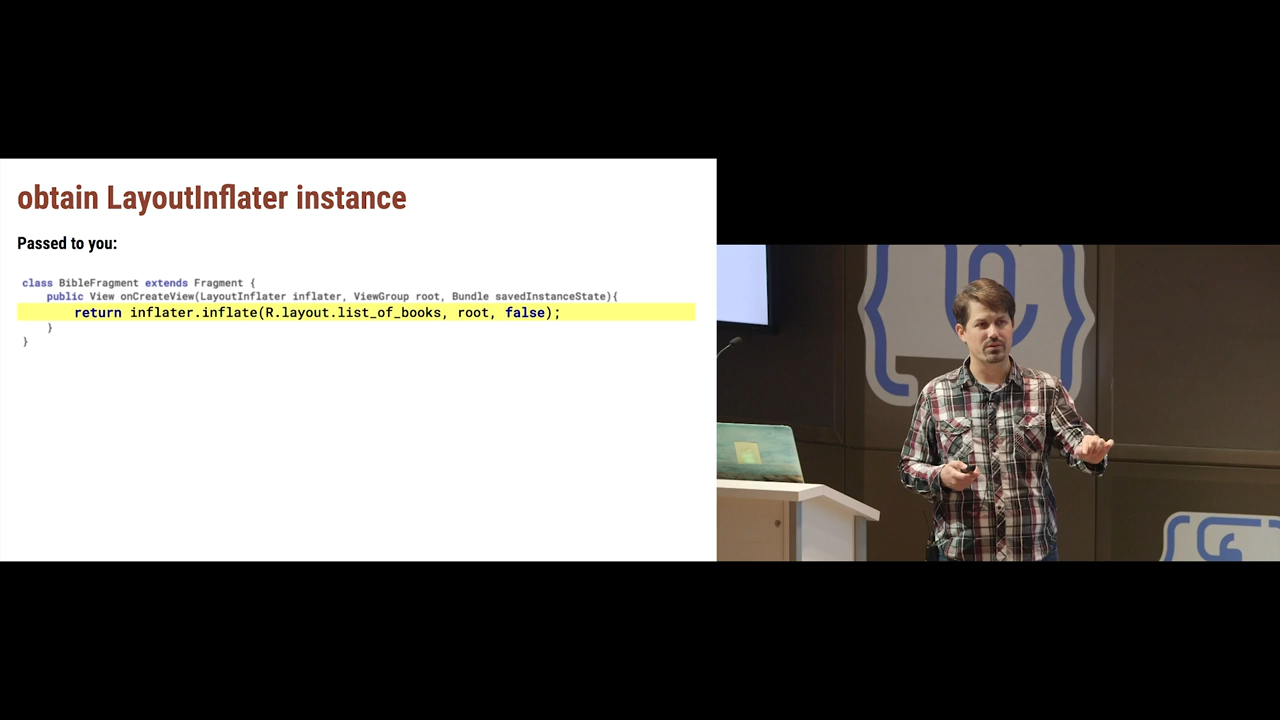 obtain LayoutInflater instance
Passed to you:
class BibleFragment extends Fragment {
public View onCreateView(LayoutInflater inflater, ViewGroup root, Bundle savedInstanceState){
return inflater.inflate(R.layout.list_of_books, root, false);
}
}